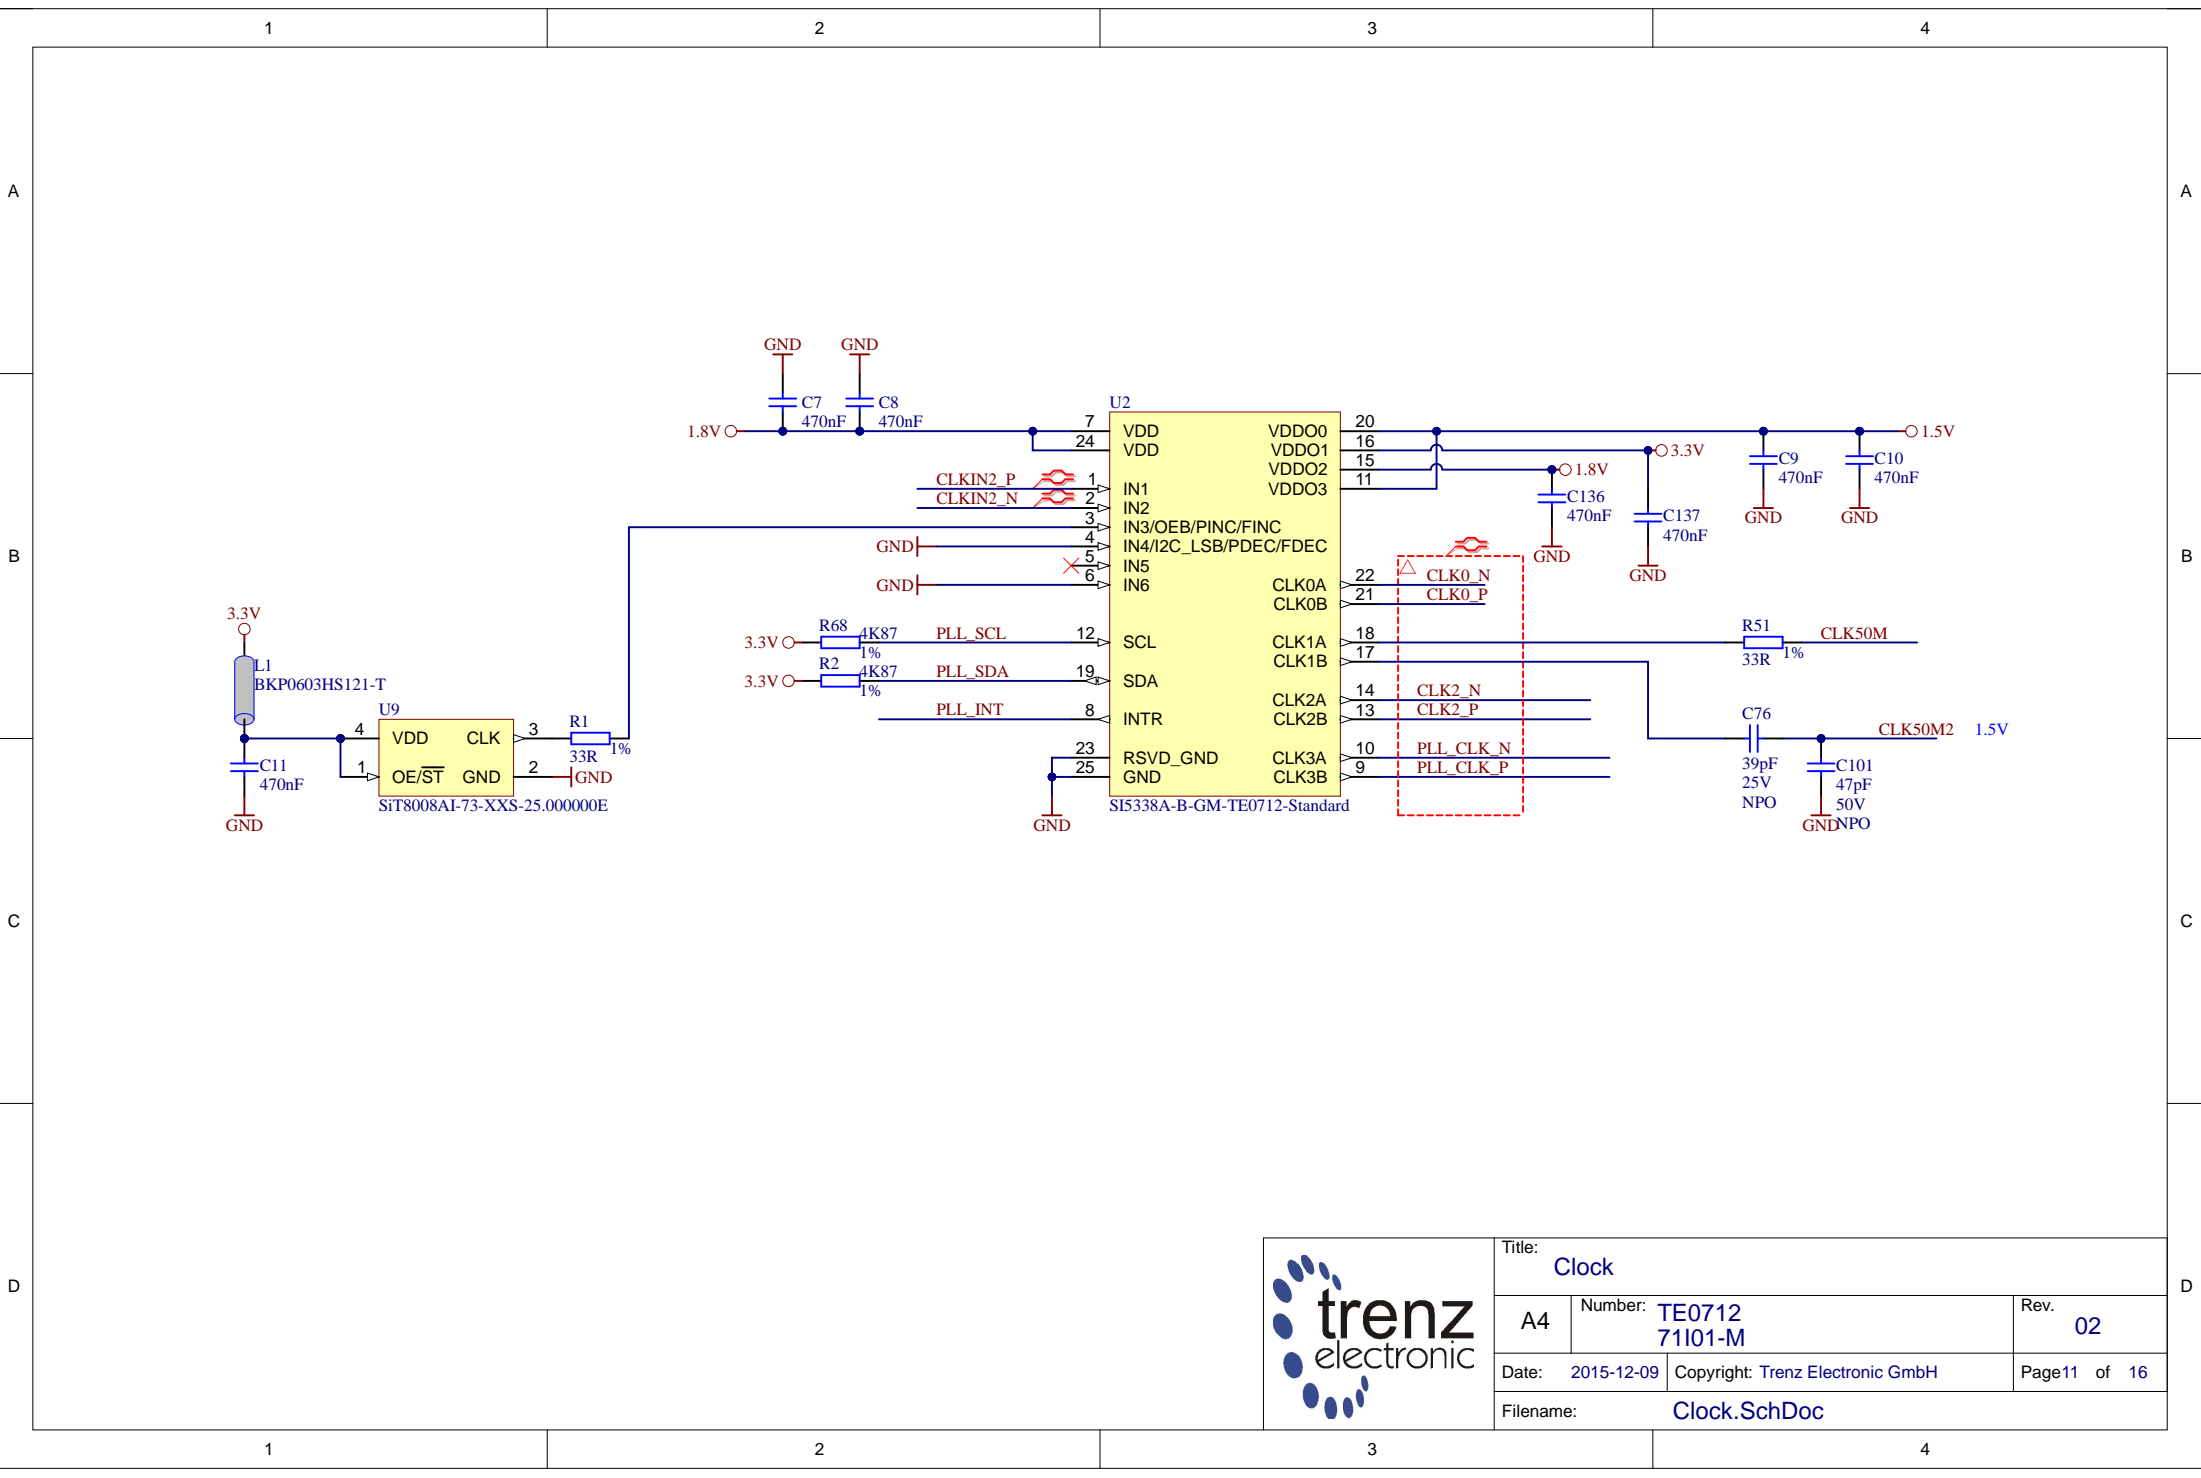 1 2 3 4
A A
B B
C C
D D
GND GND
C7 470nF
C8 470nF
1.8V
U2
7 VDD
24 VDD
CLKIN2_P 1 IN1
CLKIN2_N 2 IN2
3 IN3/OEB/PINC/FINC
GND 4 IN4/I2C_LSB/PDEC/FDEC
5 IN5
GND 6 IN6
3.3V R68 4K87 1% PLL_SCL 12 SCL
3.3V R2 4K87 1% PLL_SDA 19 SDA
PLL_INT 8 INTR
23 RSVD_GND
25 GND
GND
SI5338A-B-GM-TE0712-Standard
VDDO0 20 1.5V
VDDO1 16 3.3V
VDDO2 15 1.8V
VDDO3 11
C9 470nF GND
C10 470nF GND
C136 470nF GND
C137 470nF GND
CLK0A 22 CLK0_N
CLK0B 21 CLK0_P
CLK1A 18 R51 33R 1% CLK50M
CLK1B 17
CLK2A 14 CLK2_N
CLK2B 13 CLK2_P
CLK3A 10 PLL_CLK_N
CLK3B 9 PLL_CLK_P
C76 39pF 25V NPO
CLK50M2 1.5V
C101 47pF 50V NPO
GND
3.3V
L1
BKP0603HS121-T
C11
470nF
GND
U9
4 VDD CLK 3
1 OE/ST GND 2 GND
SiT8008AI-73-XXS-25.000000E
R1
33R 1%
trenz
electronic
Title:
Clock
A4
Number: TE0712
71I01-M
Rev.
02
Date: 2015-12-09 Copyright: Trenz Electronic GmbH Page11 of 16
Filename: Clock.SchDoc
1 2 3 4